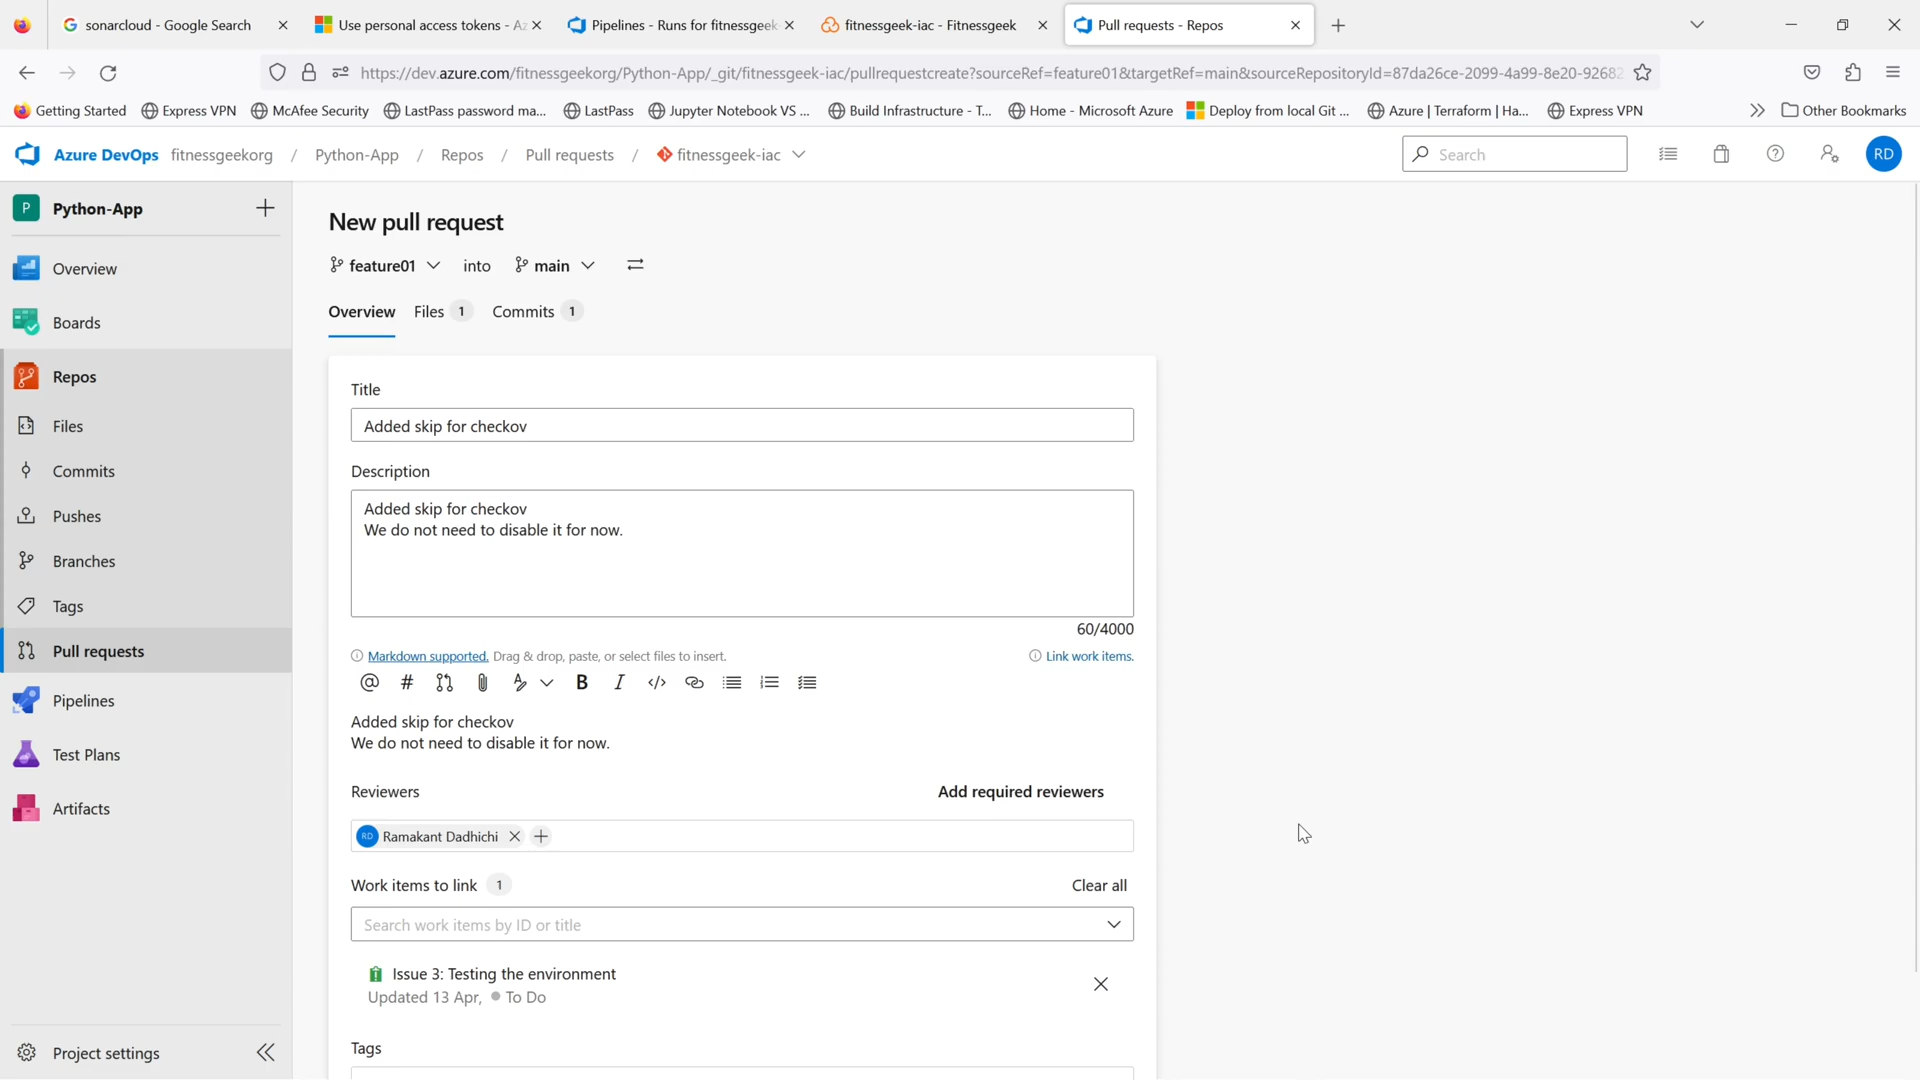 sonarcloud - Google Search
Use personal access tokens - Az
Pipelines - Runs for fitnessgeek-
fitnessgeek-iac - Fitnessgeek
Pull requests - Repos
https://dev.azure.com/fitnessgeekorg/Python-App/_git/fitnessgeek-iac/pullrequestcreate?sourceRef=feature01&targetRef=main&sourceRepositoryId=87da26ce-2099-4a99-8e20-92682
Getting Started
Express VPN
McAfee Security
LastPass password ma...
LastPass
Jupyter Notebook VS ...
Build Infrastructure - T...
Home - Microsoft Azure
Deploy from local Git ...
Azure | Terraform | Ha...
Express VPN
Other Bookmarks
Azure DevOps fitnessgeekorg / Python-App / Repos / Pull requests / fitnessgeek-iac
Search
RD
P Python-App
Overview
Boards
Repos
Files
Commits
Pushes
Branches
Tags
Pull requests
Pipelines
Test Plans
Artifacts
Project settings
New pull request
feature01 into main
Overview Files 1 Commits 1
Title
Added skip for checkov
Description
Added skip for checkov
We do not need to disable it for now.
60/4000
Markdown supported. Drag & drop, paste, or select files to insert.
Link work items.
Added skip for checkov
We do not need to disable it for now.
Reviewers
Add required reviewers
RD Ramakant Dadhichi
Work items to link 1
Clear all
Search work items by ID or title
Issue 3: Testing the environment
Updated 13 Apr, To Do
Tags